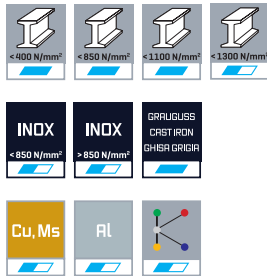 <400 N/mm² <850 N/mm² <1100 N/mm² <1300 N/mm²
INOX INOX GRAUGUSS
CAST IRON
GHISA GRIGIA
<850 N/mm² >850 N/mm²
Cu, Ms Al